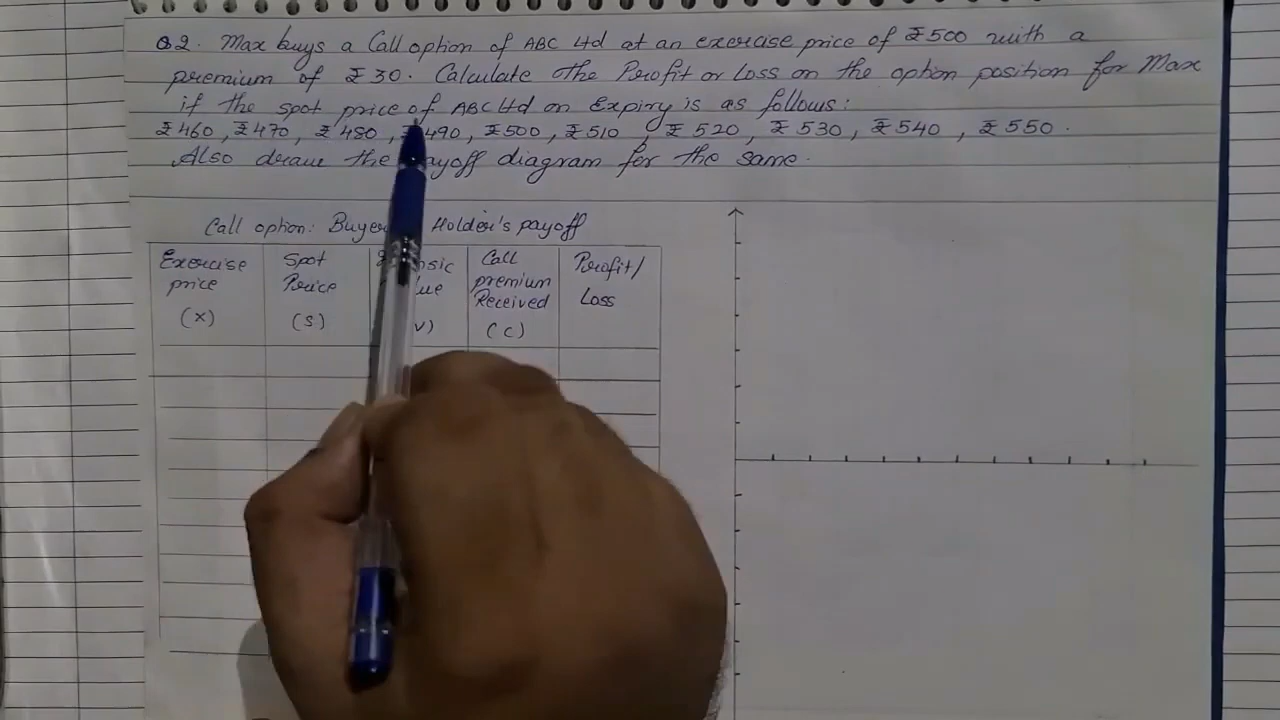 Q2. Max buys a Call option of ABC Ltd at an exercise price of ₹500 with a
premium of ₹30. Calculate the Profit or Loss on the option position for Max
if the spot price of ABC Ltd on Expiry is as follows:
₹460, ₹470, ₹480, ₹490, ₹500, ₹510, ₹520, ₹530, ₹540, ₹550.
Also draw the payoff diagram for the same.
Call option: Buyer Holder's payoff
Exercise price (X)
Spot Price (S)
Call premium Received (C)
Profit/ Loss